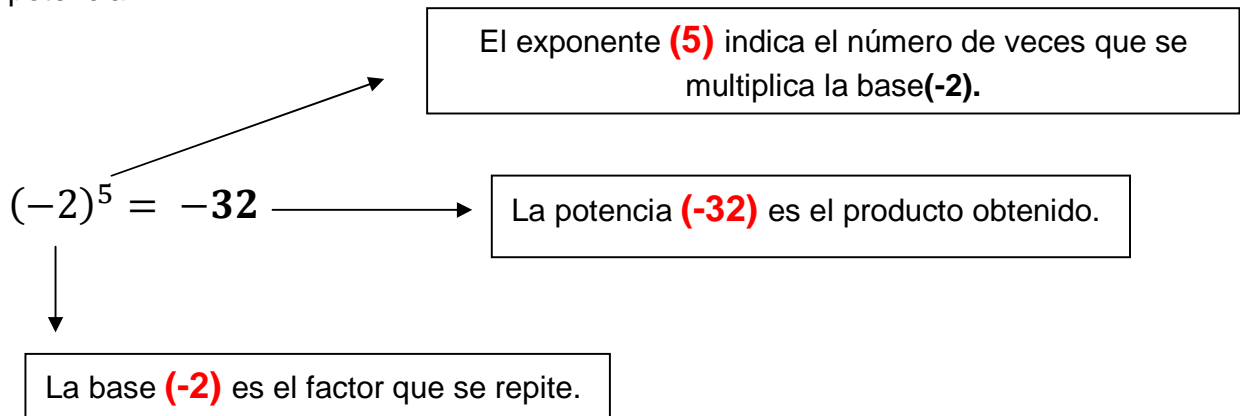 El exponente (5) indica el número de veces que se
multiplica la base(-2).
(−2)⁵ = −32
La potencia (-32) es el producto obtenido.
La base (-2) es el factor que se repite.